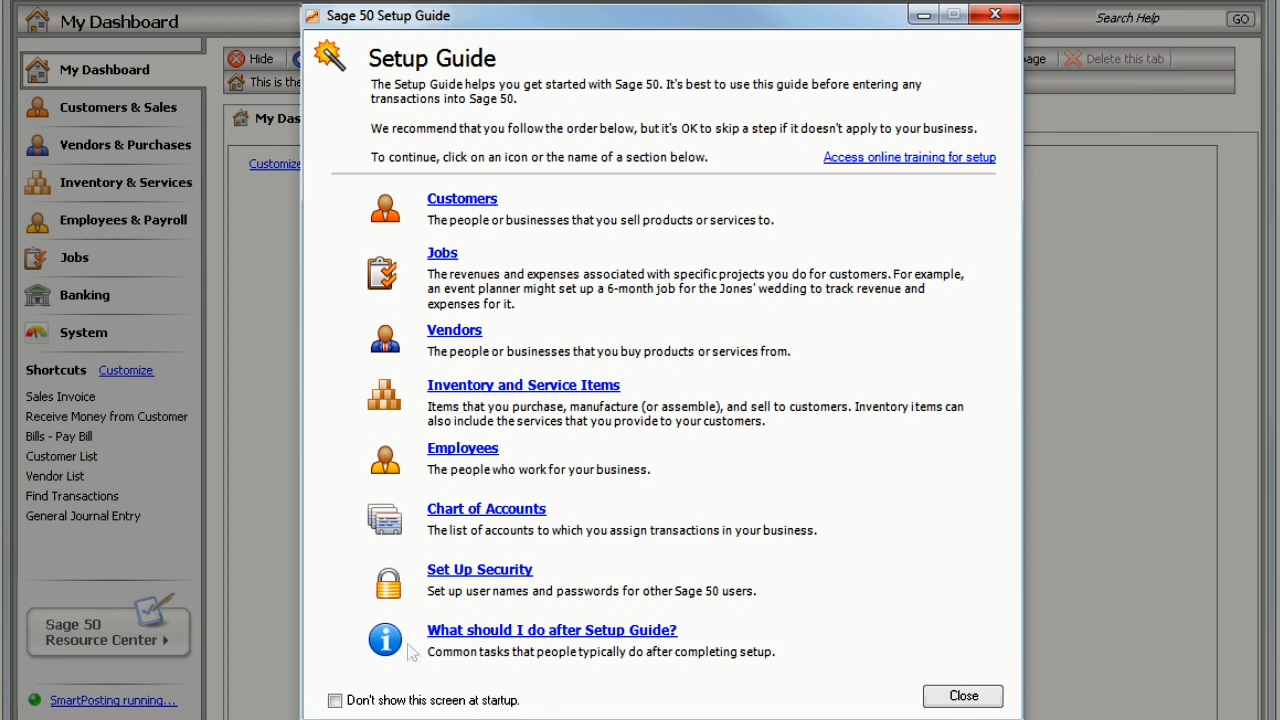 My Dashboard
Search Help
GO
My Dashboard
Customers & Sales
Vendors & Purchases
Inventory & Services
Employees & Payroll
Jobs
Banking
System
Shortcuts Customize
Sales Invoice
Receive Money from Customer
Bills - Pay Bill
Customer List
Vendor List
Find Transactions
General Journal Entry
Sage 50
Resource Center
SmartPosting running...
Hide
This is the
My Das
Customize
Delete this tab
Sage 50 Setup Guide
Setup Guide
The Setup Guide helps you get started with Sage 50. It's best to use this guide before entering any
transactions into Sage 50.
We recommend that you follow the order below, but it's OK to skip a step if it doesn't apply to your business.
To continue, click on an icon or the name of a section below.
Access online training for setup
Customers
The people or businesses that you sell products or services to.
Jobs
The revenues and expenses associated with specific projects you do for customers. For example,
an event planner might set up a 6-month job for the Jones' wedding to track revenue and
expenses for it.
Vendors
The people or businesses that you buy products or services from.
Inventory and Service Items
Items that you purchase, manufacture (or assemble), and sell to customers. Inventory items can
also include the services that you provide to your customers.
Employees
The people who work for your business.
Chart of Accounts
The list of accounts to which you assign transactions in your business.
Set Up Security
Set up user names and passwords for other Sage 50 users.
What should I do after Setup Guide?
Common tasks that people typically do after completing setup.
Don't show this screen at startup.
Close